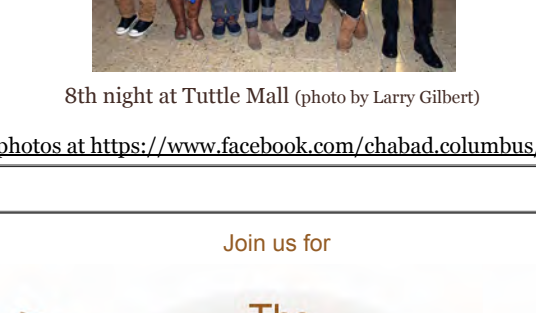 8th night at Tuttle Mall (photo by Larry Gilbert)
photos at https://www.facebook.com/chabad.columbus/
Join us for
The